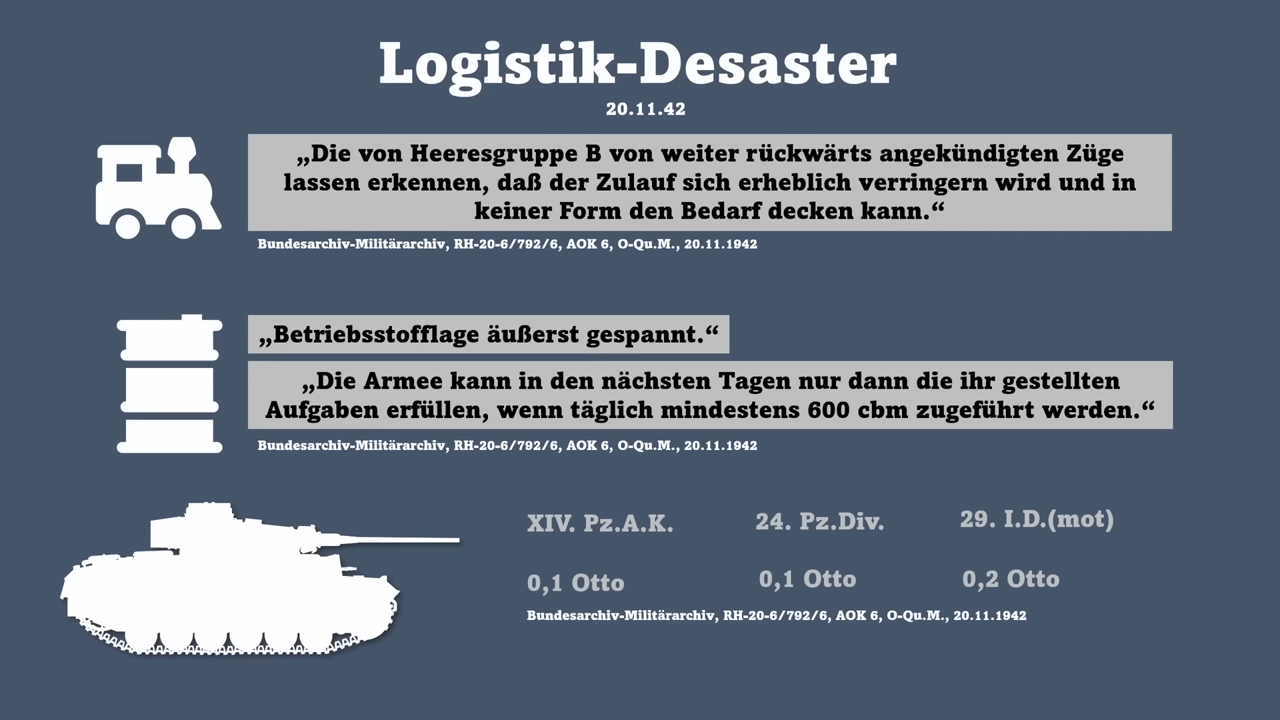 Logistik-Desaster
20.11.42
„Die von Heeresgruppe B von weiter rückwärts angekündigten Züge
lassen erkennen, daß der Zulauf sich erheblich verringern wird und in
keiner Form den Bedarf decken kann.“
Bundesarchiv-Militärarchiv, RH-20-6/792/6, AOK 6, O-Qu.M., 20.11.1942
„Betriebsstofflage äußerst gespannt.“
„Die Armee kann in den nächsten Tagen nur dann die ihr gestellten
Aufgaben erfüllen, wenn täglich mindestens 600 cbm zugeführt werden.“
Bundesarchiv-Militärarchiv, RH-20-6/792/6, AOK 6, O-Qu.M., 20.11.1942
XIV. Pz.A.K. 24. Pz.Div. 29. I.D.(mot)
0,1 Otto 0,1 Otto 0,2 Otto
Bundesarchiv-Militärarchiv, RH-20-6/792/6, AOK 6, O-Qu.M., 20.11.1942